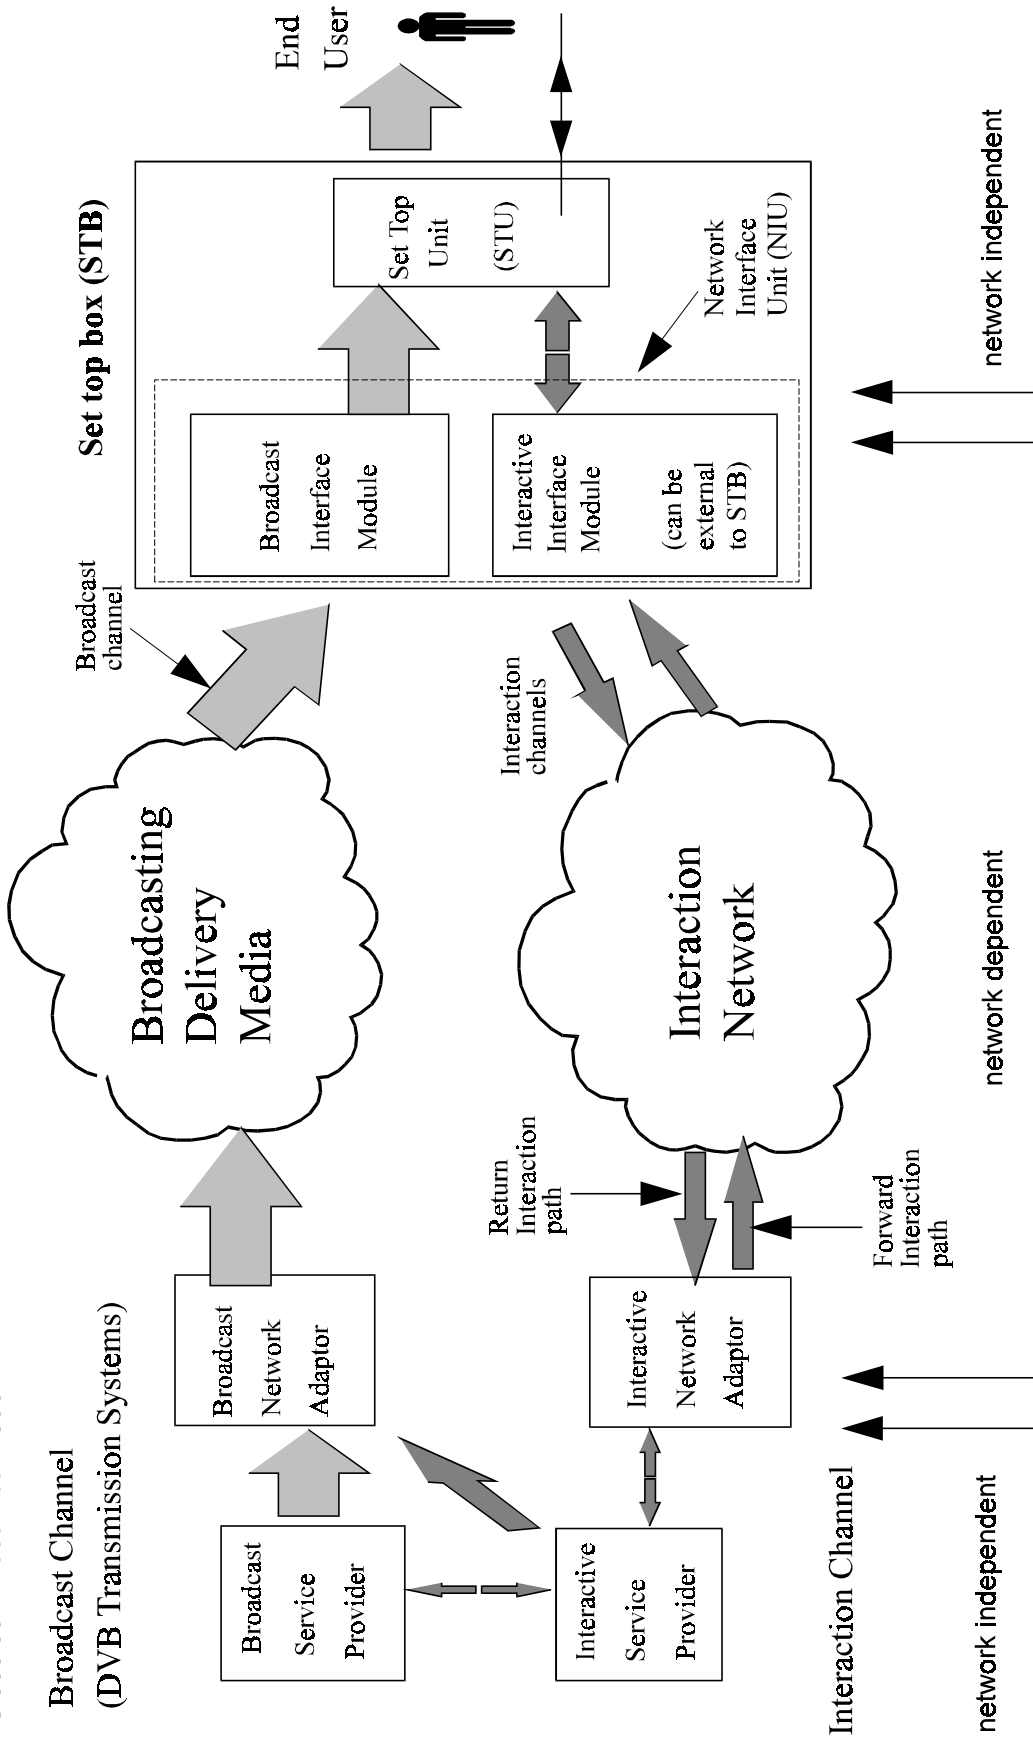 Broadcast Channel
(DVB Transmission Systems)
Set top box (STB)
Broadcast
channel
End
User
Broadcast
Service
Provider
Broadcast
Network
Adaptor
Broadcasting
Delivery
Media
Broadcast
Interface
Module
Set Top
Unit
(STU)
Interactive
Service
Provider
Interactive
Network
Adaptor
Return
Interaction
path
Forward
Interaction
path
Interaction
Network
Interaction
channels
Interactive
Interface
Module
(can be
external
to STB)
Network
Interface
Unit (NIU)
Interaction Channel
network independent
network dependent
network independent